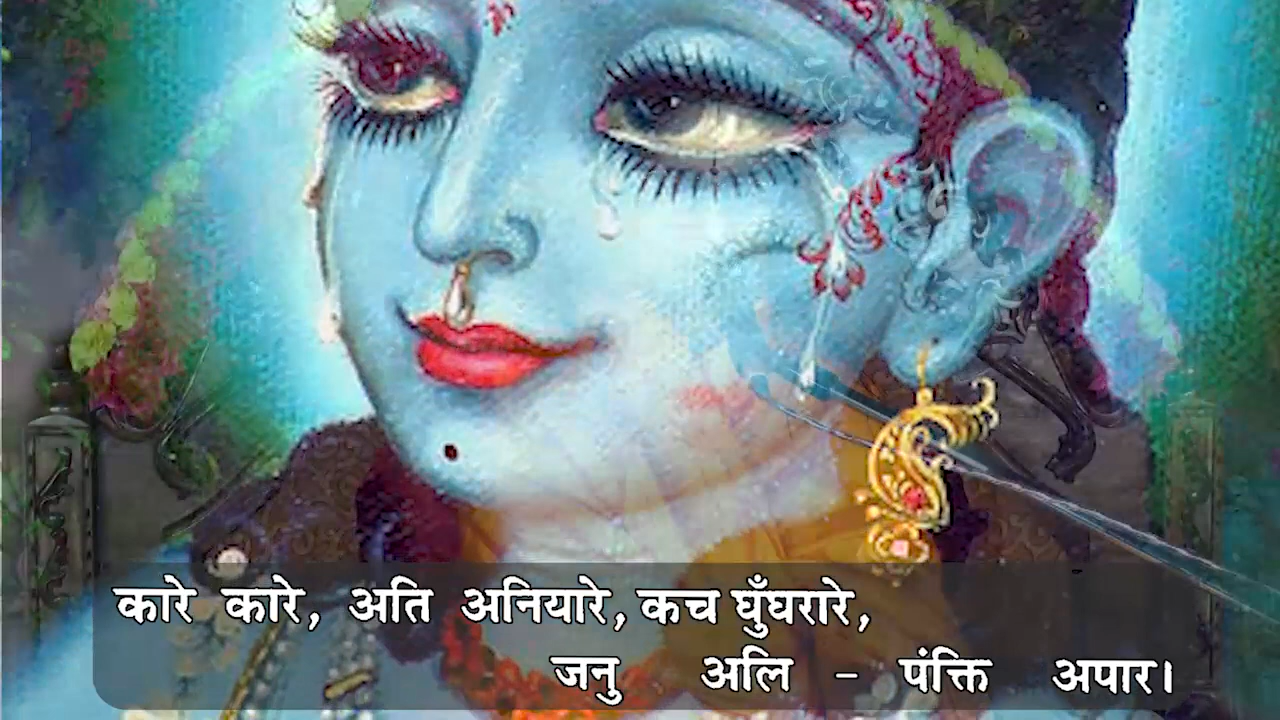 कारे कारे, अति अनियारे, कच घुँघरारे,
जनु अलि - पंक्ति अपार।